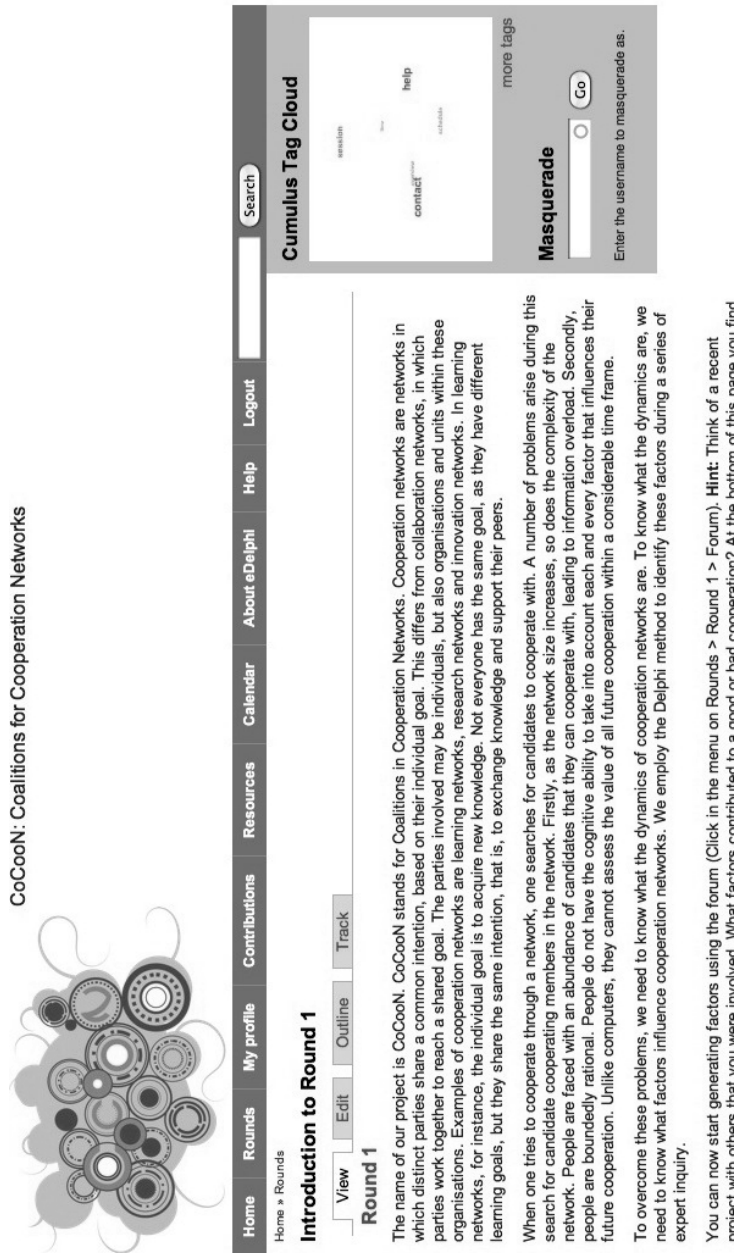 CoCooN: Coalitions for Cooperation Networks
Home Rounds My profile Contributions Resources Calendar About eDelphi Help Logout Search
Home » Rounds
Introduction to Round 1
View Edit Outline Track
Round 1
The name of our project is CoCooN. CoCooN stands for Coalitions in Cooperation Networks. Cooperation networks are networks in
which distinct parties share a common intention, based on their individual goal. This differs from collaboration networks, in which
parties work together to reach a shared goal. The parties involved may be individuals, but also organisations and units within these
organisations. Examples of cooperation networks are learning networks, research networks and innovation networks. In learning
networks, for instance, the individual goal is to acquire new knowledge. Not everyone has the same goal, as they have different
learning goals, but they share the same intention, that is, to exchange knowledge and support their peers.
When one tries to cooperate through a network, one searches for candidates to cooperate with. A number of problems arise during this
search for candidate cooperating members in the network. Firstly, as the network size increases, so does the complexity of the
network. People are faced with an abundance of candidates that they can cooperate with, leading to information overload. Secondly,
people are boundedly rational. People do not have the cognitive ability to take into account each and every factor that influences their
future cooperation. Unlike computers, they cannot assess the value of all future cooperation within a considerable time frame.
To overcome these problems, we need to know what the dynamics of cooperation networks are. To know what the dynamics are, we
need to know what factors influence cooperation networks. We employ the Delphi method to identify these factors during a series of
expert inquiry.
You can now start generating factors using the forum (Click in the menu on Rounds > Round 1 > Forum). Hint: Think of a recent
project with others that you were involved. What factors contributed to a good or bad cooperation? At the bottom of this page you find
Cumulus Tag Cloud
session
help
schedule
contact
more tags
Masquerade
Go
Enter the username to masquerade as.